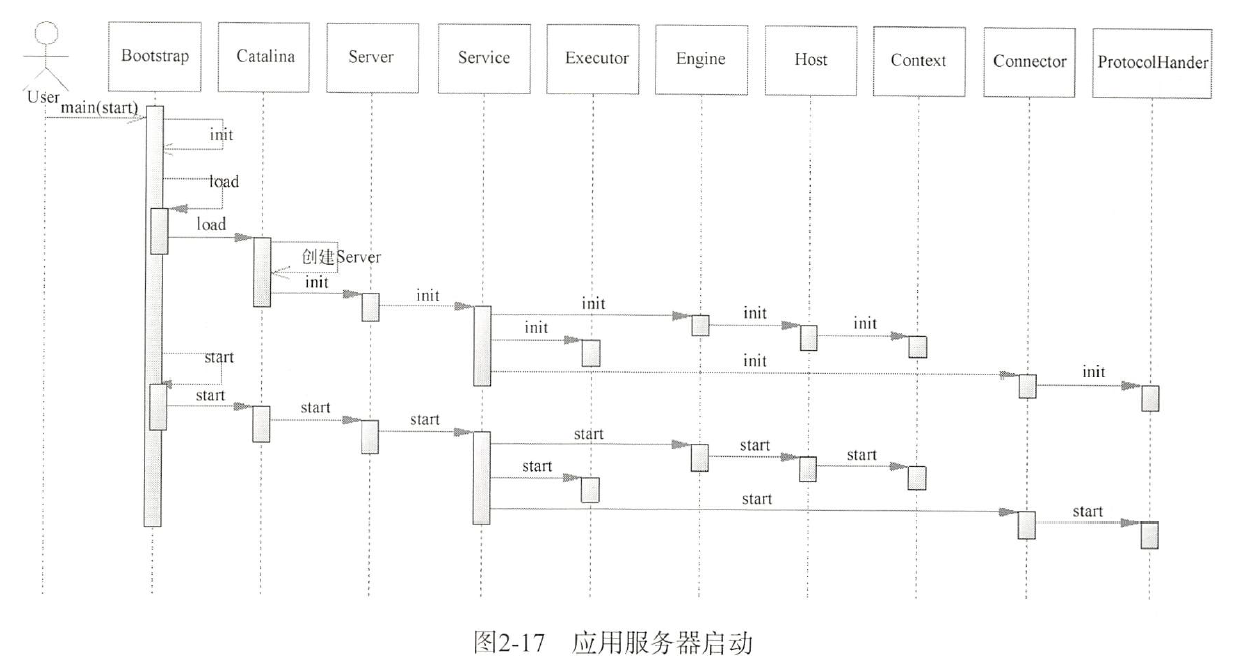 Bootstrap
Catalina
Server
Service
Executor
Engine
Host
Context
Connector
ProtocolHander
User
main(start)
init
load
load
创建Server
init
init
init
init
init
init
init
init
start
start
start
start
start
start
start
start
start
start
图2-17 应用服务器启动